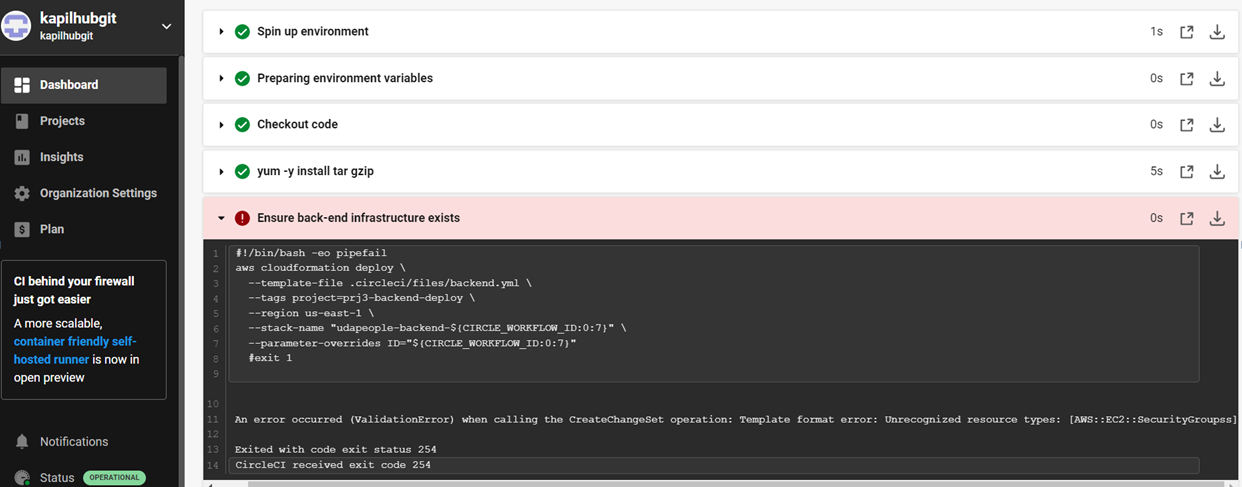 kapilhubgit
kapilhubgit
Dashboard
Projects
Insights
Organization Settings
$ Plan
CI behind your firewall
just got easier
A more scalable,
container friendly self-
hosted runner is now in
open preview
Notifications
Status OPERATIONAL
Spin up environment 1s
Preparing environment variables 0s
Checkout code 0s
yum -y install tar gzip 5s
! Ensure back-end infrastructure exists 0s
1 #!/bin/bash -eo pipefail
2 aws cloudformation deploy \
3 --template-file .circleci/files/backend.yml \
4 --tags project=prj3-backend-deploy \
5 --region us-east-1 \
6 --stack-name "udapeople-backend-${CIRCLE_WORKFLOW_ID:0:7}" \
7 --parameter-overrides ID="${CIRCLE_WORKFLOW_ID:0:7}"
8 #exit 1
9
10
11 An error occurred (ValidationError) when calling the CreateChangeSet operation: Template format error: Unrecognized resource types: [AWS::EC2::SecurityGroupss]
12
13 Exited with code exit status 254
14 CircleCI received exit code 254